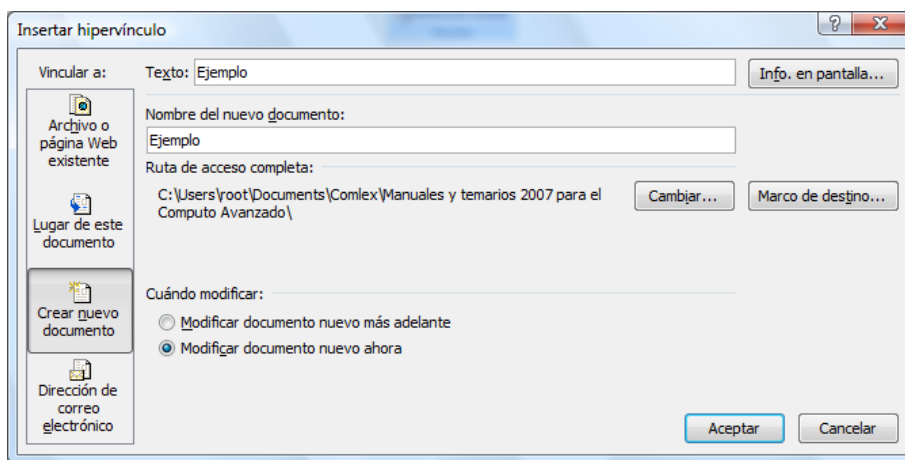 Insertar hipervínculo
Vincular a:
Texto: Ejemplo
Info. en pantalla...
Archivo o
página Web
existente
Lugar de este
documento
Crear nuevo
documento
Dirección de
correo
electrónico
Nombre del nuevo documento:
Ejemplo
Ruta de acceso completa:
C:\Users\root\Documents\Comlex\Manuales y temarios 2007 para el
Computo Avanzado\
Cambiar...
Marco de destino...
Cuándo modificar:
Modificar documento nuevo más adelante
Modificar documento nuevo ahora
Aceptar
Cancelar